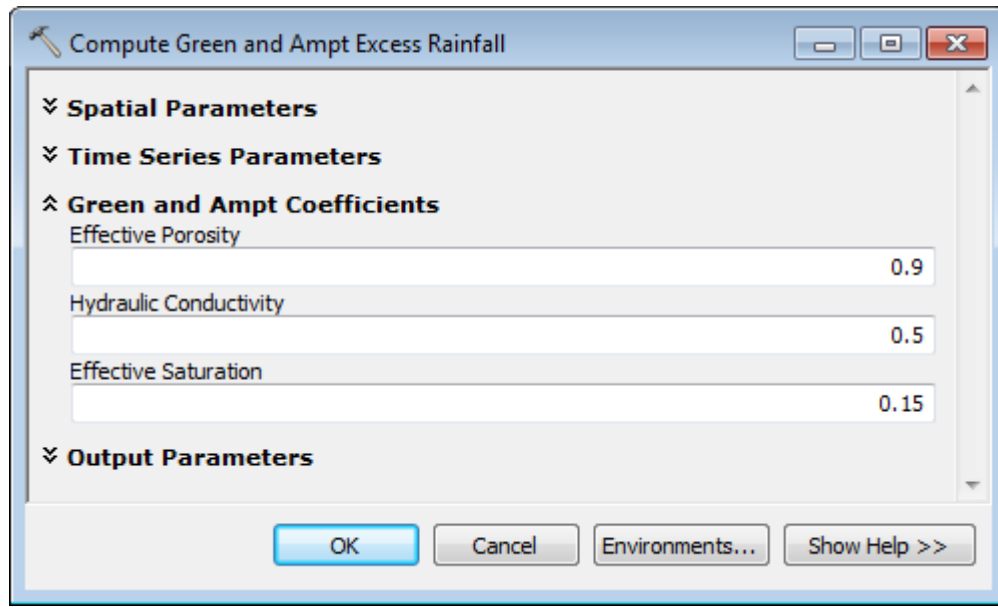 Compute Green and Ampt Excess Rainfall
Spatial Parameters
Time Series Parameters
Green and Ampt Coefficients
Effective Porosity
0.9
Hydraulic Conductivity
0.5
Effective Saturation
0.15
Output Parameters
OK Cancel Environments... Show Help >>